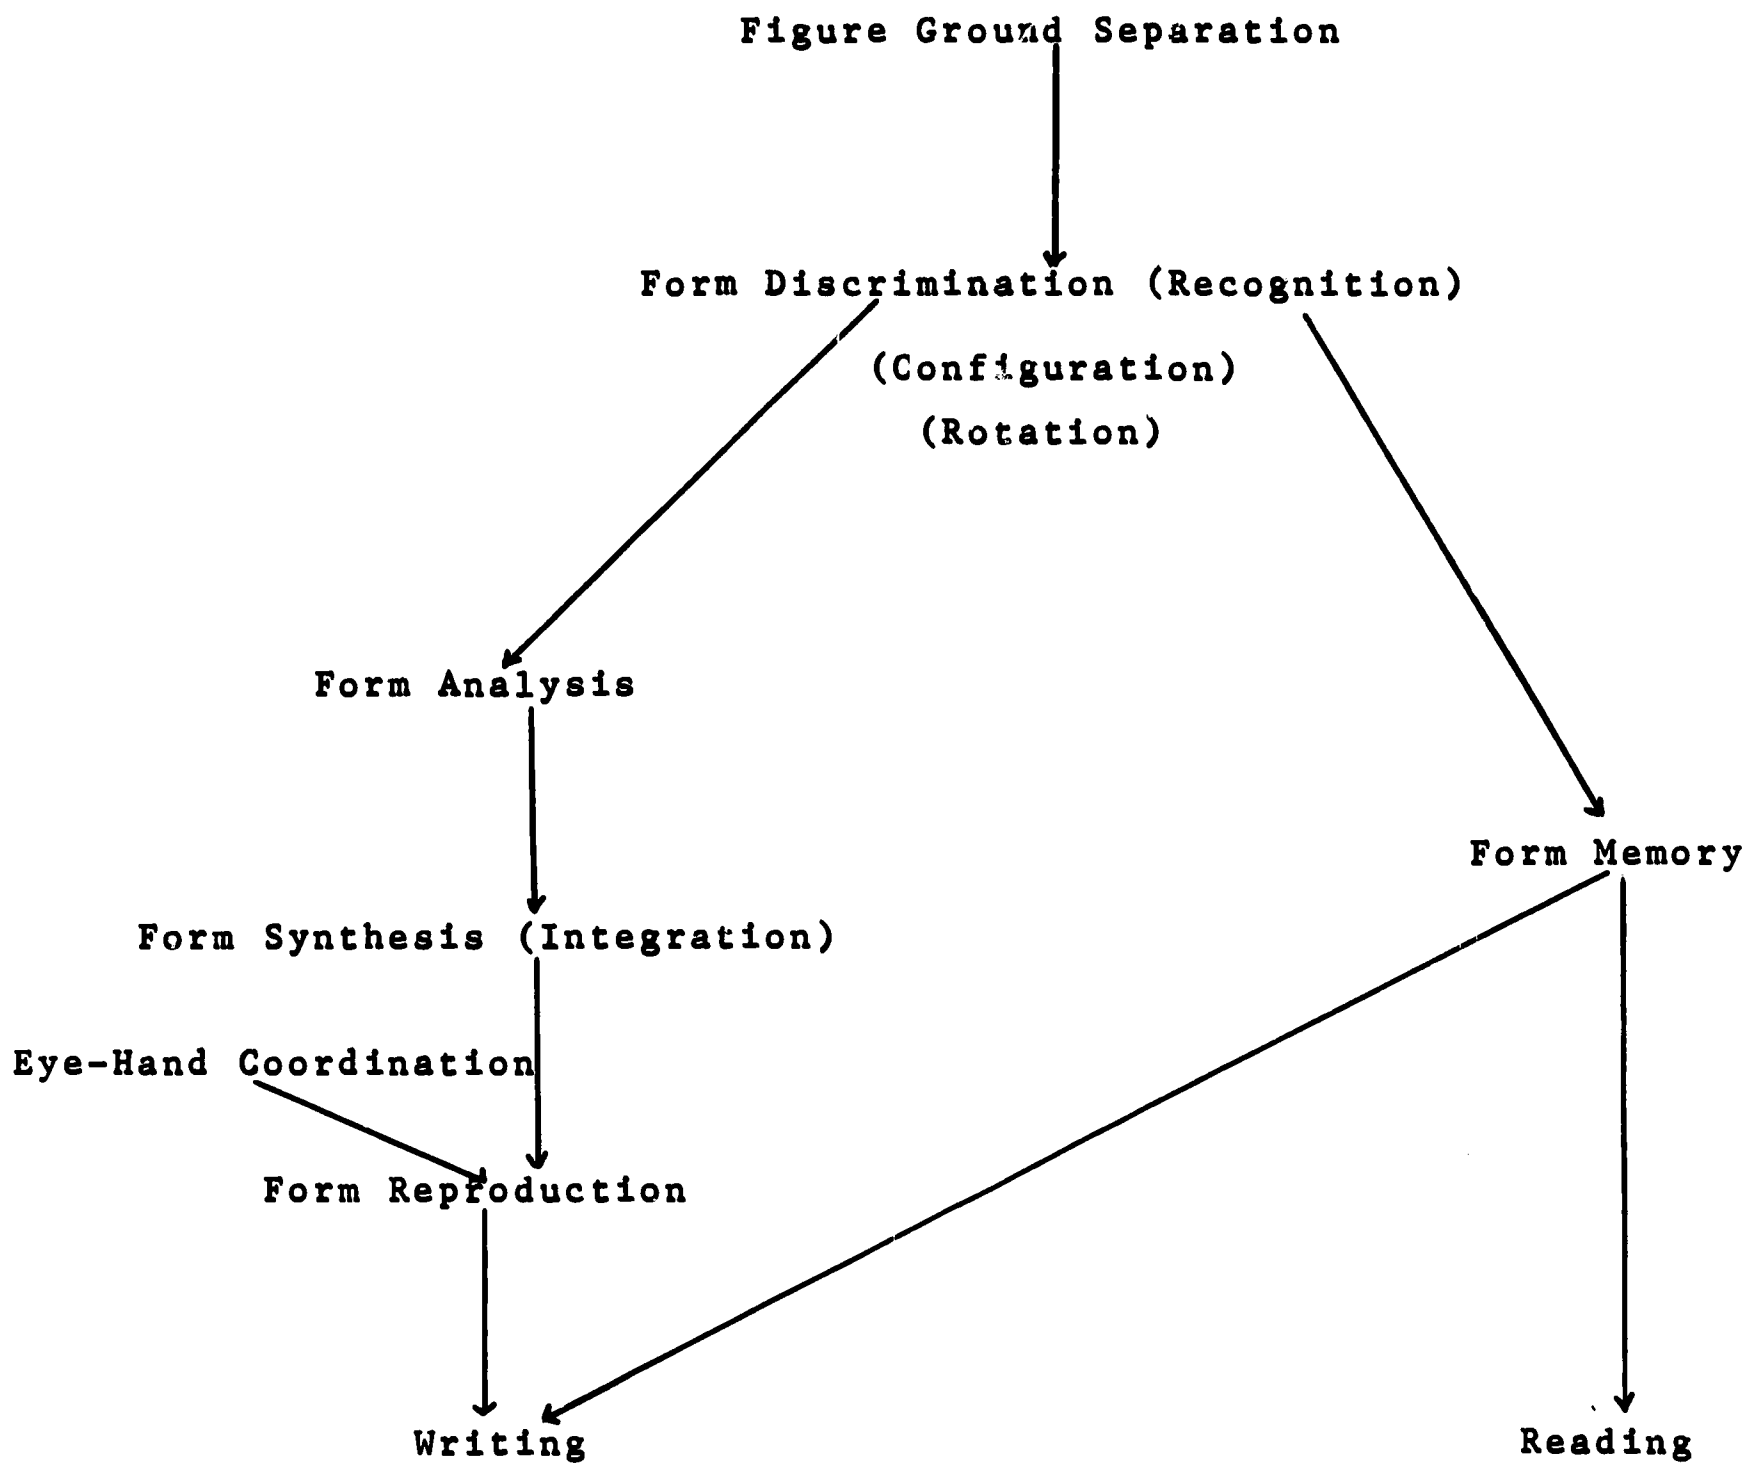 Figure Ground Separation
Form Discrimination (Recognition)
(Configuration)
(Rotation)
Form Analysis
Form Memory
Form Synthesis (Integration)
Eye-Hand Coordination
Form Reproduction
Writing
Reading